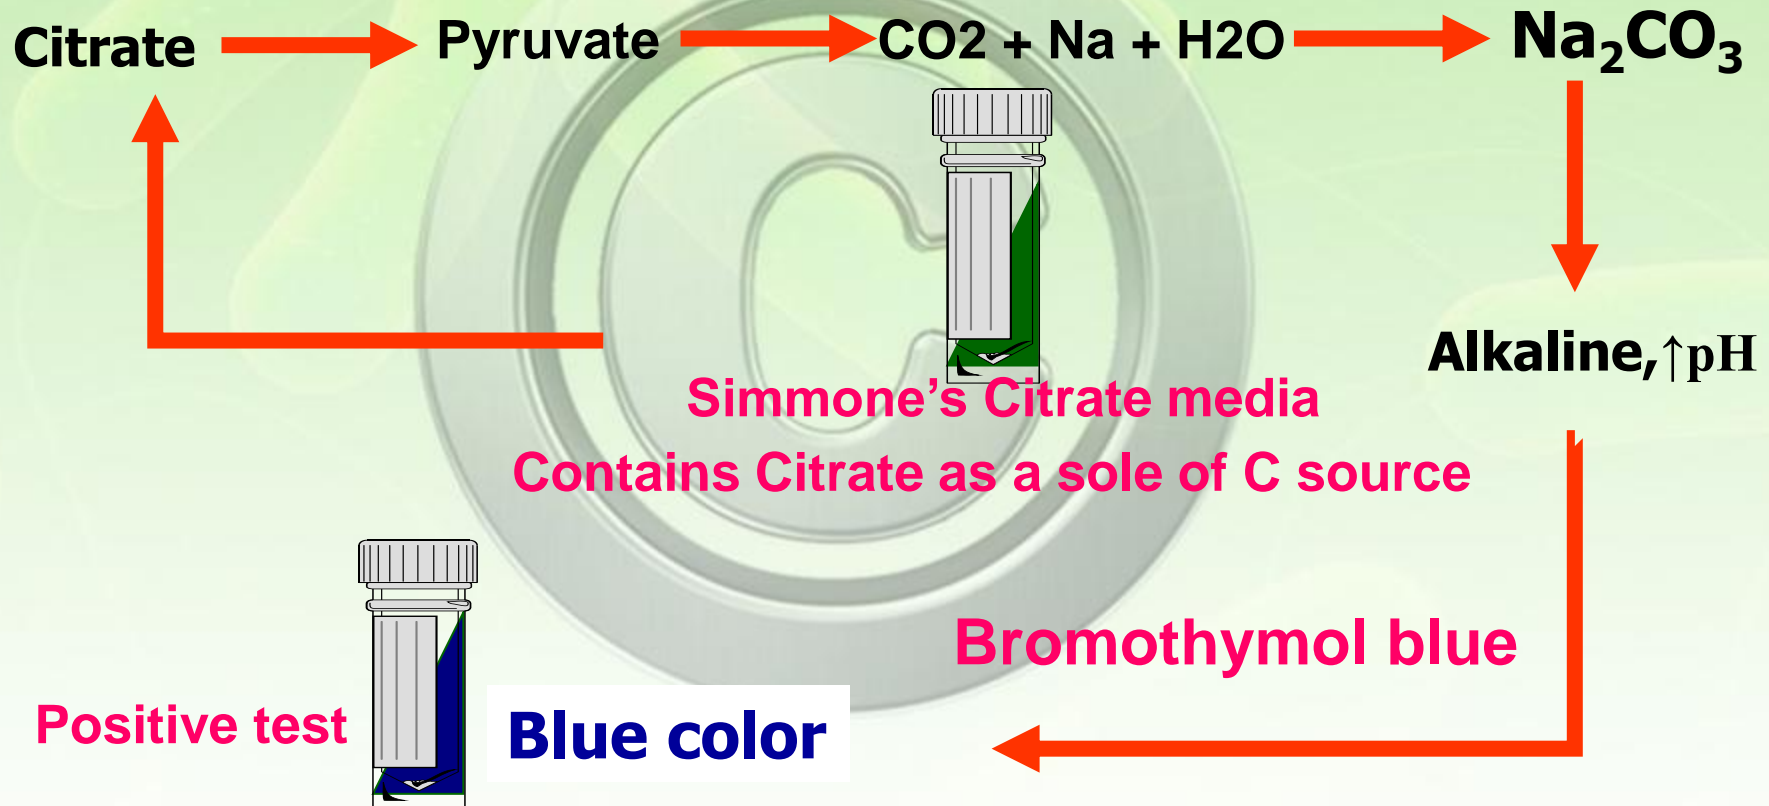 Citrate → Pyruvate → CO2 + Na + H2O → Na₂CO₃
Alkaline,↑pH
Simmone’s Citrate media
Contains Citrate as a sole of C source
Bromothymol blue
Positive test
Blue color